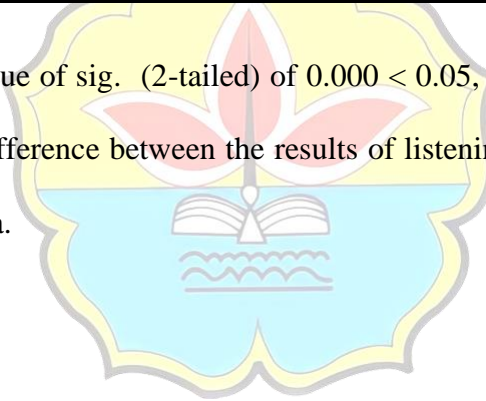 ue of sig. (2-tailed) of 0.000 < 0.05,
fference between the results of listenin